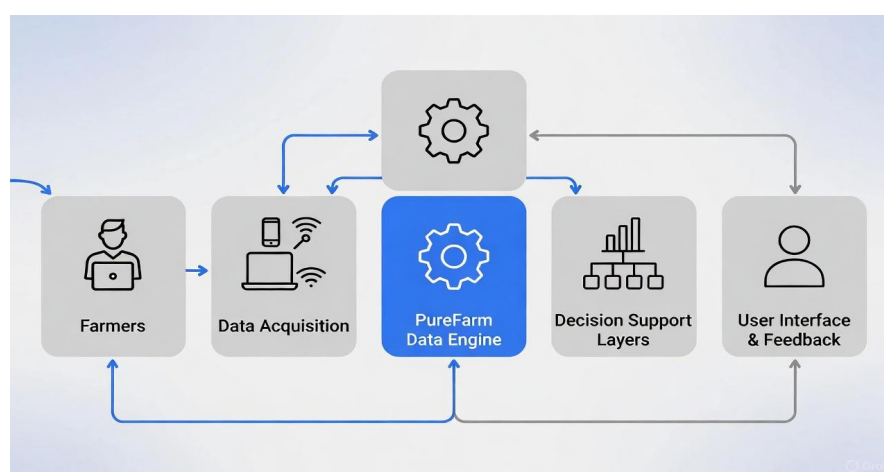 Farmers
Data Acquisition
PureFarm
Data Engine
Decision Support
Layers
User Interface
& Feedback